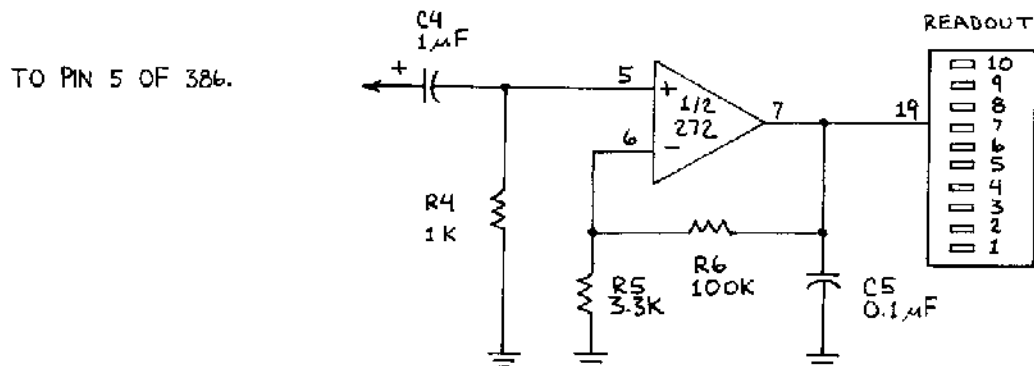 C4
1µF
READOUT
TO PIN 5 OF 386.
+
5
+
1/2
272
7
6
-
19
10
9
8
7
6
5
4
3
2
1
R4
1K
R5
3.3K
R6
100K
C5
0.1µF